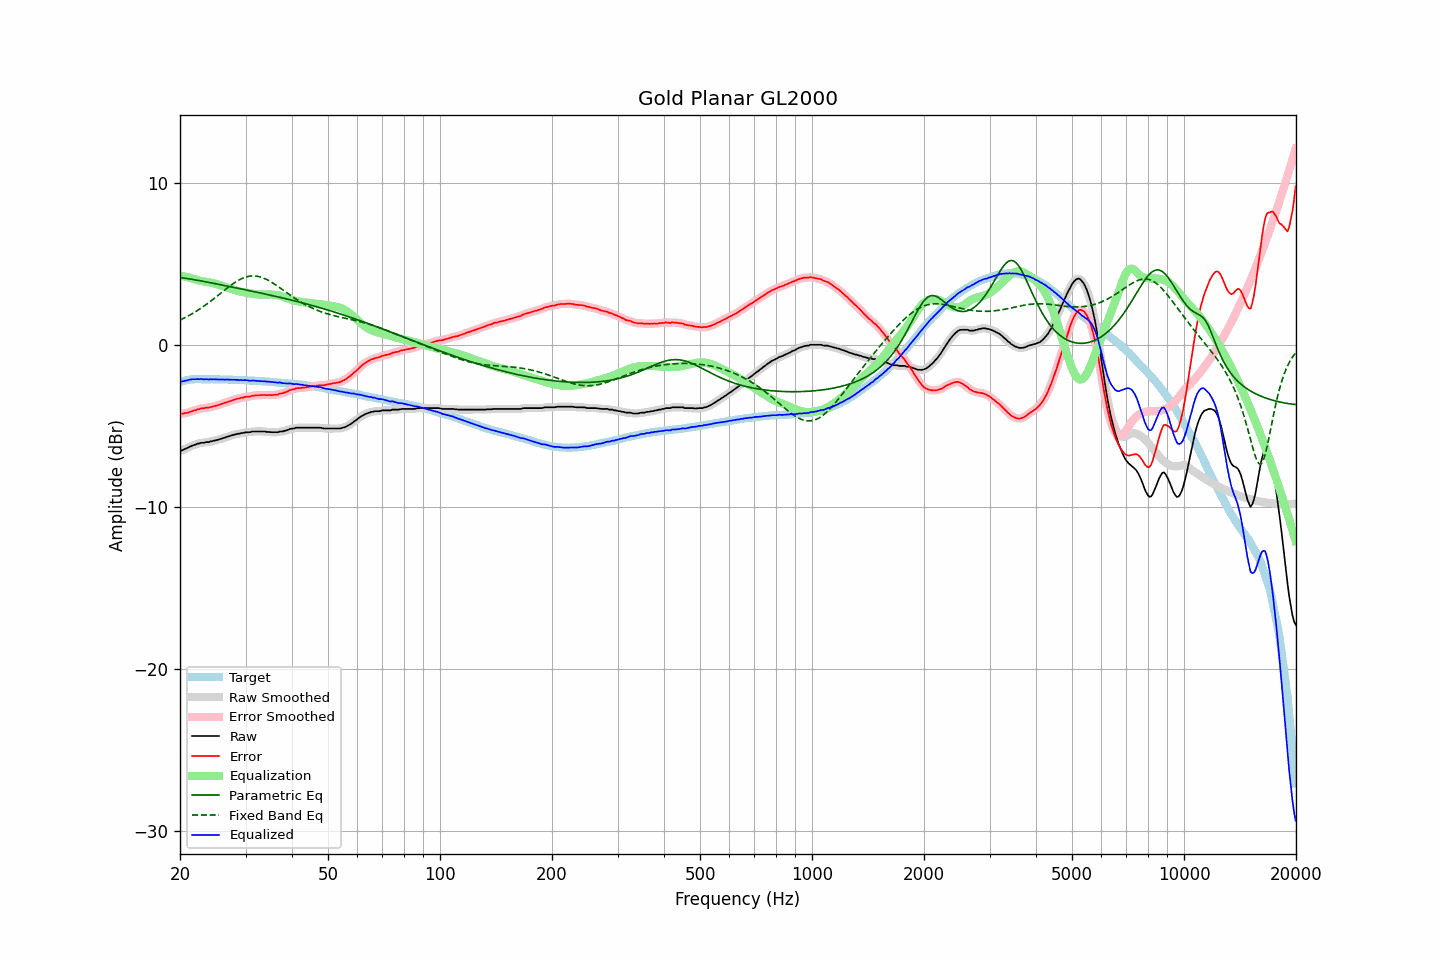 Gold Planar GL2000
Amplitude (dBr)
10
0
−10
−20
−30
Target
Raw Smoothed
Error Smoothed
Raw
Error
Equalization
Parametric Eq
Fixed Band Eq
Equalized
20 50 100 200 500 1000 2000 5000 10000 20000
Frequency (Hz)